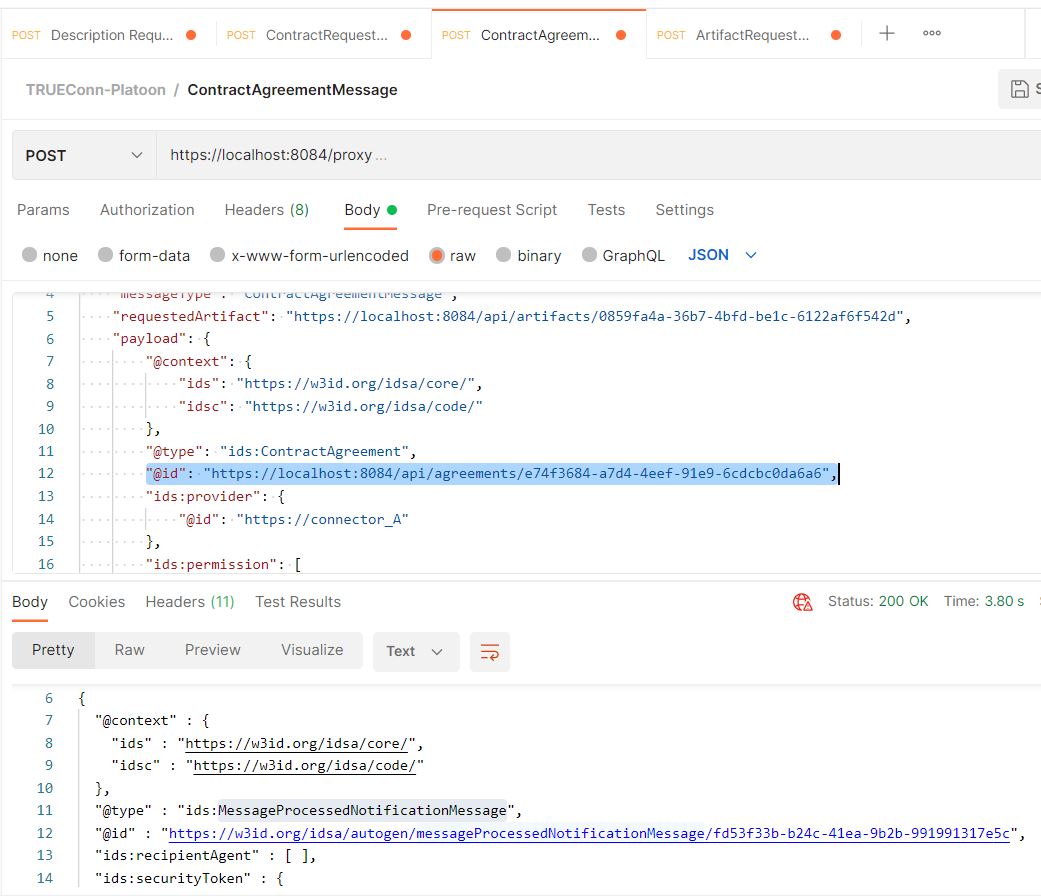 POST Description Requ... POST ContractRequest... POST ContractAgreem... POST ArtifactRequest...
TRUEConn-Platoon / ContractAgreementMessage
POST https://localhost:8084/proxy ...
Params Authorization Headers (8) Body Pre-request Script Tests Settings
none form-data x-www-form-urlencoded raw binary GraphQL JSON
4 "messageType": "ContractAgreementMessage",
5 "requestedArtifact": "https://localhost:8084/api/artifacts/0859fa4a-36b7-4bfd-be1c-6122af6f542d",
6 "payload": {
7 "@context": {
8 "ids": "https://w3id.org/idsa/core/",
9 "idsc": "https://w3id.org/idsa/code/"
10 },
11 "@type": "ids:ContractAgreement",
12 "@id": "https://localhost:8084/api/agreements/e74f3684-a7d4-4eef-91e9-6cdcbc0da6a6",
13 "ids:provider": {
14 "@id": "https://connector_A"
15 },
16 "ids:permission": [
Body Cookies Headers (11) Test Results Status: 200 OK Time: 3.80 s
Pretty Raw Preview Visualize Text
6 {
7 "@context" : {
8 "ids" : "https://w3id.org/idsa/core/",
9 "idsc" : "https://w3id.org/idsa/code/"
10 },
11 "@type" : "ids:MessageProcessedNotificationMessage",
12 "@id" : "https://w3id.org/idsa/autogen/messageProcessedNotificationMessage/fd53f33b-b24c-41ea-9b2b-991991317e5c",
13 "ids:recipientAgent" : [ ],
14 "ids:securityToken" : {